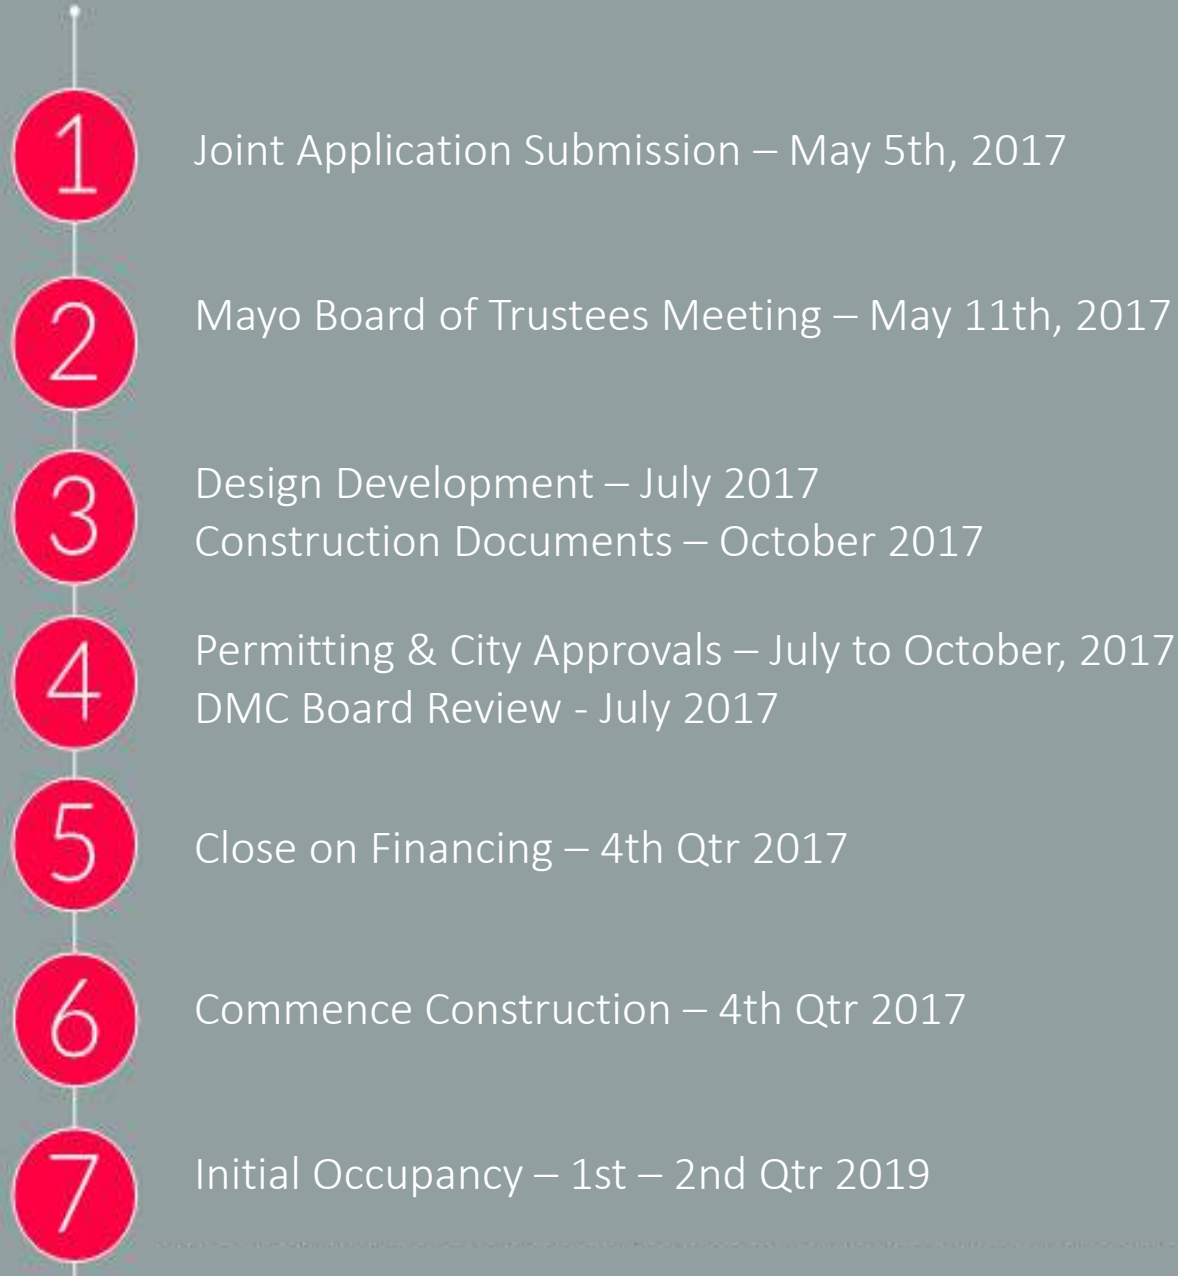 1
Joint Application Submission – May 5th, 2017
2
Mayo Board of Trustees Meeting – May 11th, 2017
3
Design Development – July 2017
Construction Documents – October 2017
4
Permitting & City Approvals – July to October, 2017
DMC Board Review - July 2017
5
Close on Financing – 4th Qtr 2017
6
Commence Construction – 4th Qtr 2017
7
Initial Occupancy – 1st – 2nd Qtr 2019